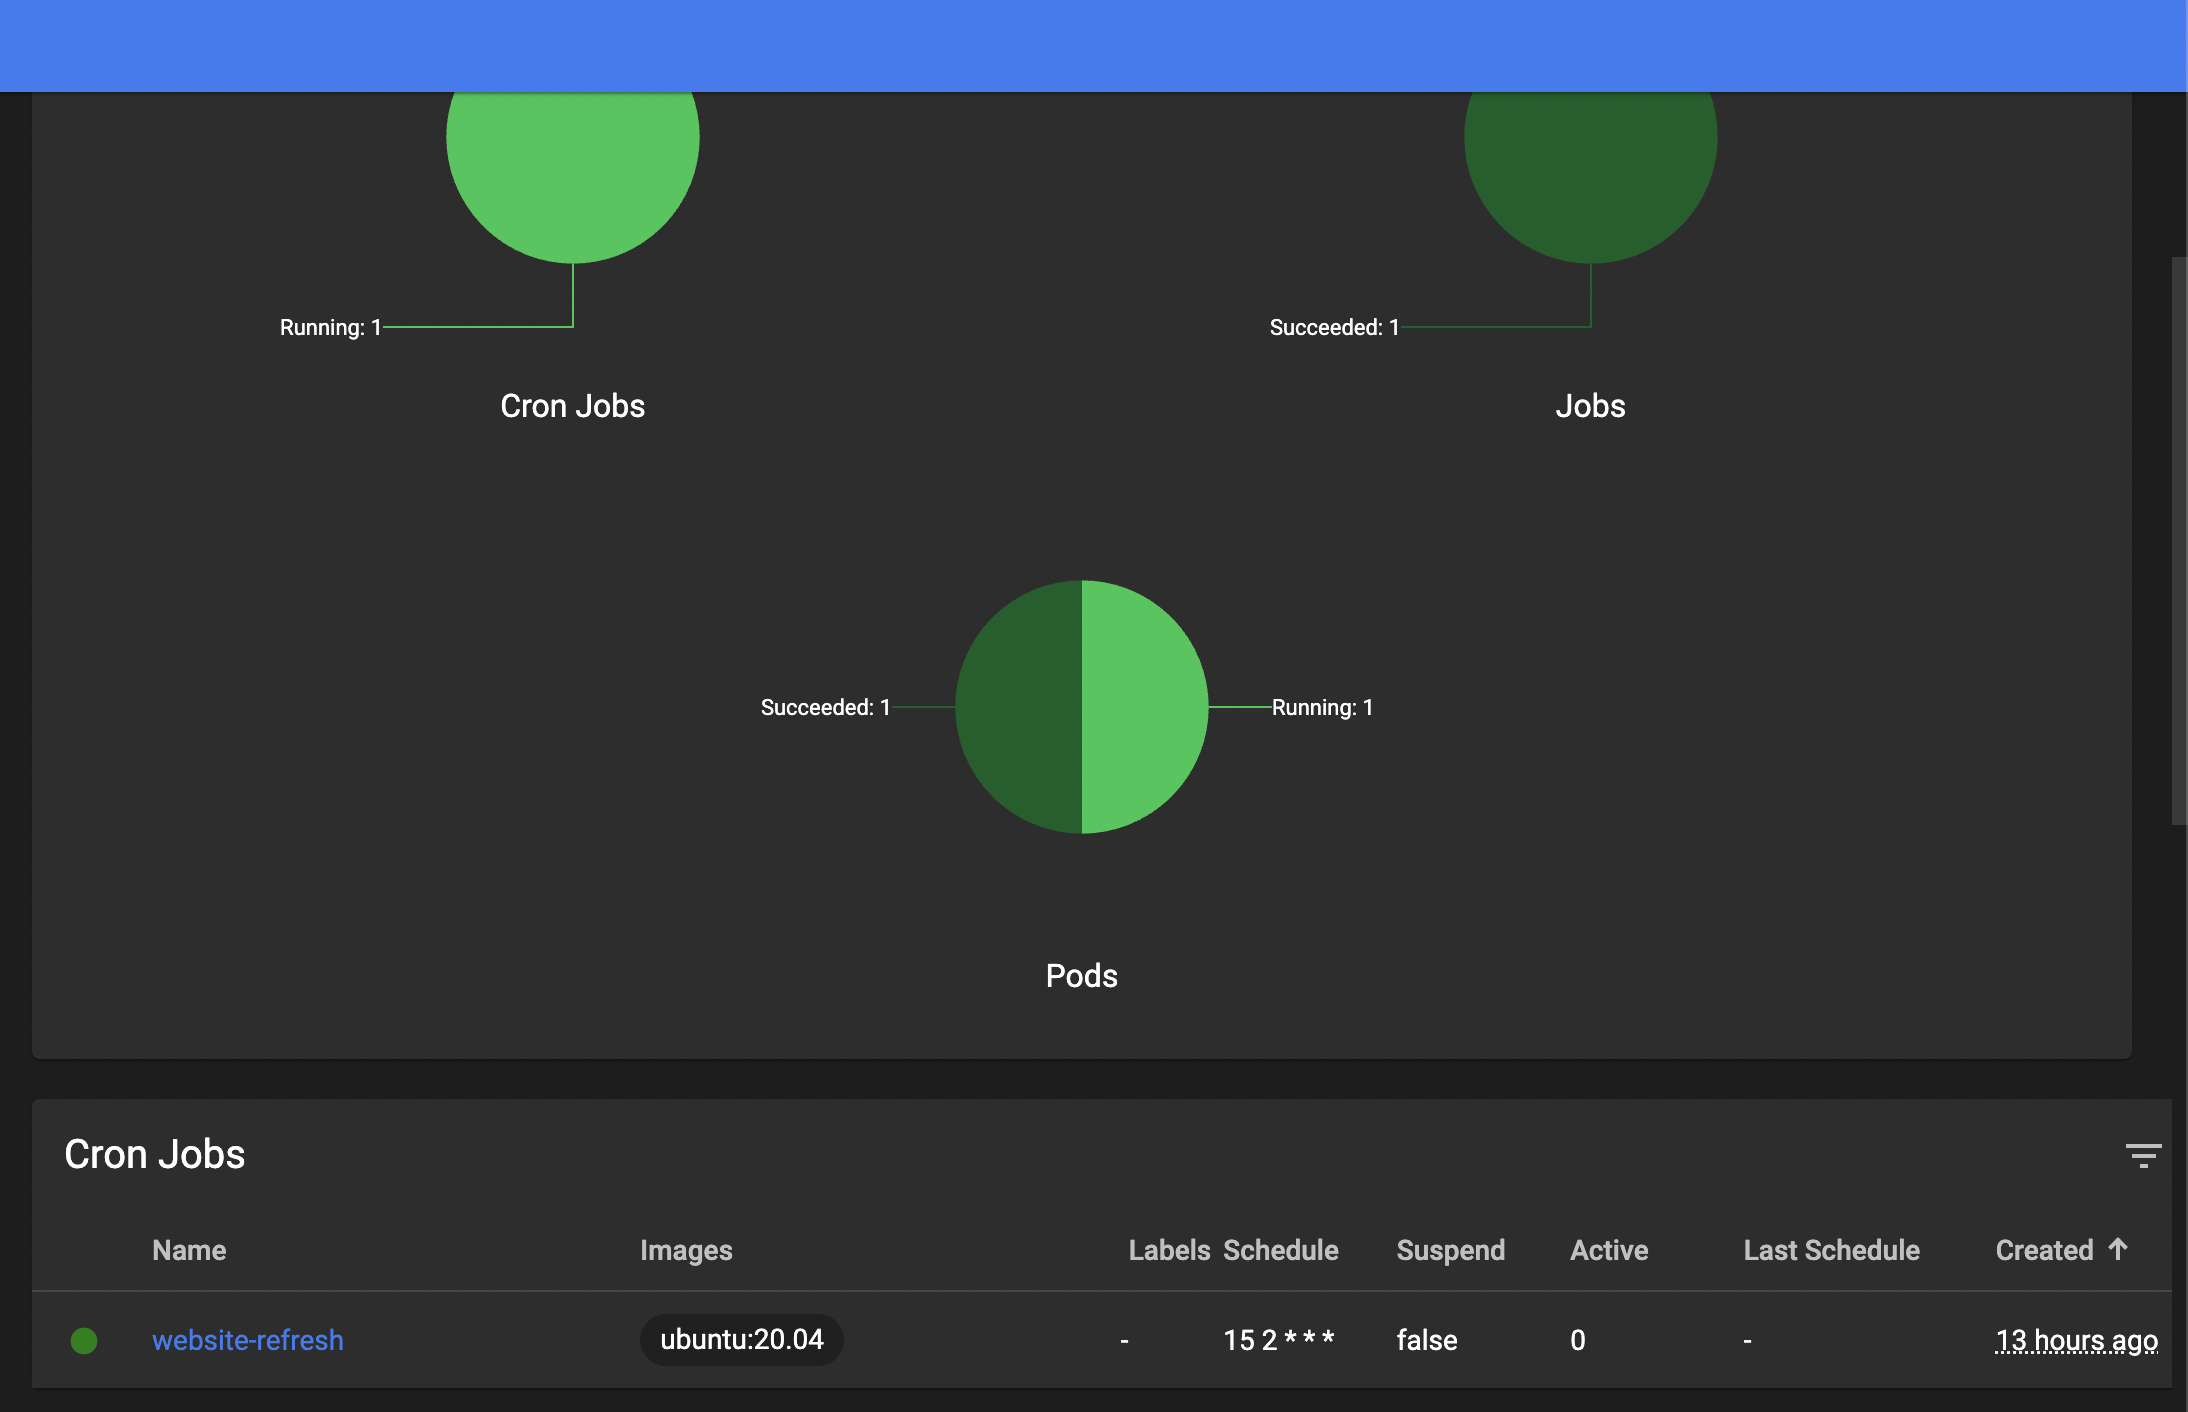 Running: 1
Succeeded: 1
Cron Jobs
Jobs
Succeeded: 1
Running: 1
Pods
Cron Jobs
Name Images Labels Schedule Suspend Active Last Schedule Created
website-refresh ubuntu:20.04 - 15 2 * * * false 0 - 13 hours ago